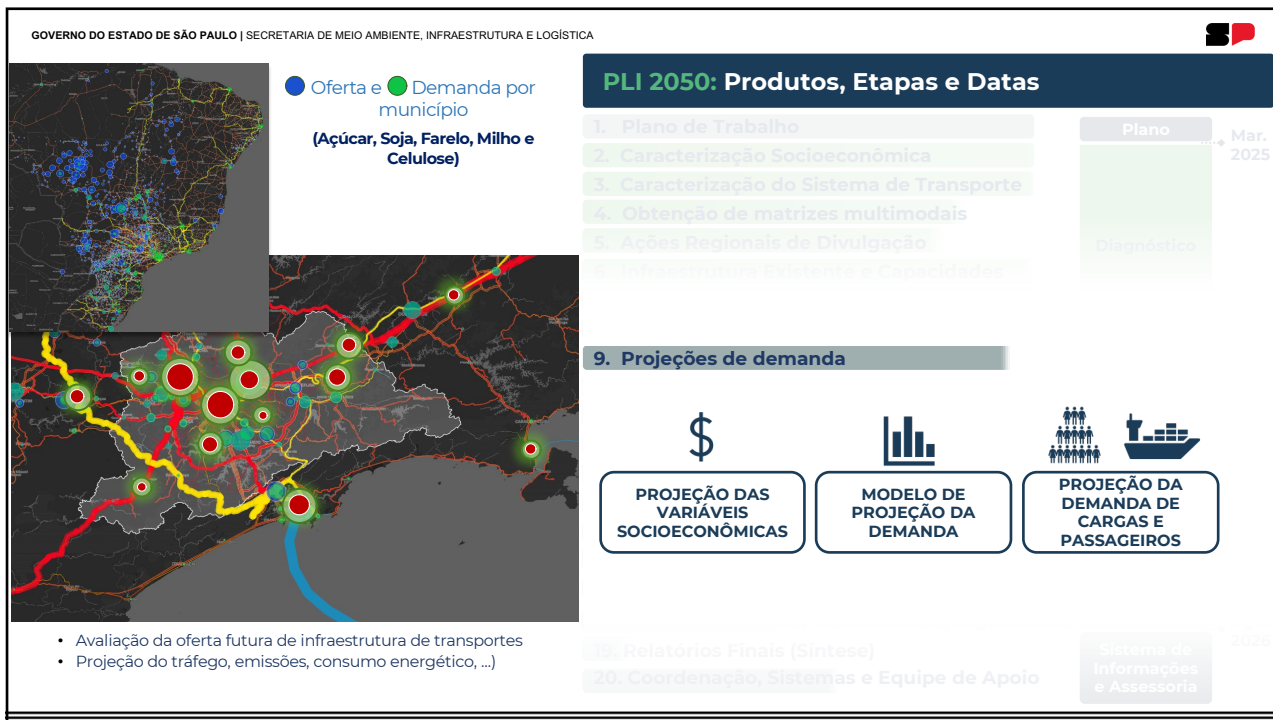 GOVERNO DO ESTADO DE SÃO PAULO | SECRETARIA DE MEIO AMBIENTE, INFRAESTRUTURA E LOGÍSTICA
SP
Oferta e Demanda por
município
(Açúcar, Soja, Farelo, Milho e
Celulose)
PLI 2050: Produtos, Etapas e Datas
1. Plano de Trabalho
2. Caracterização Socioeconômica
3. Caracterização do Sistema de Transporte
4. Obtenção de matrizes multimodais
5. Ações Regionais de Divulgação
6. Infraestrutura Existente e Capacidades
Plano
Mar.
2025
Diagnóstico
9. Projeções de demanda
$
PROJEÇÃO DAS
VARIÁVEIS
SOCIOECONÔMICAS
MODELO DE
PROJEÇÃO DA
DEMANDA
PROJEÇÃO DA
DEMANDA DE
CARGAS E
PASSAGEIROS
• Avaliação da oferta futura de infraestrutura de transportes
• Projeção do tráfego, emissões, consumo energético, ...)
19. Relatórios Finais (Síntese)
20. Coordenação, Sistemas e Equipe de Apoio
Sistema de
Informações
e Assessoria
2026